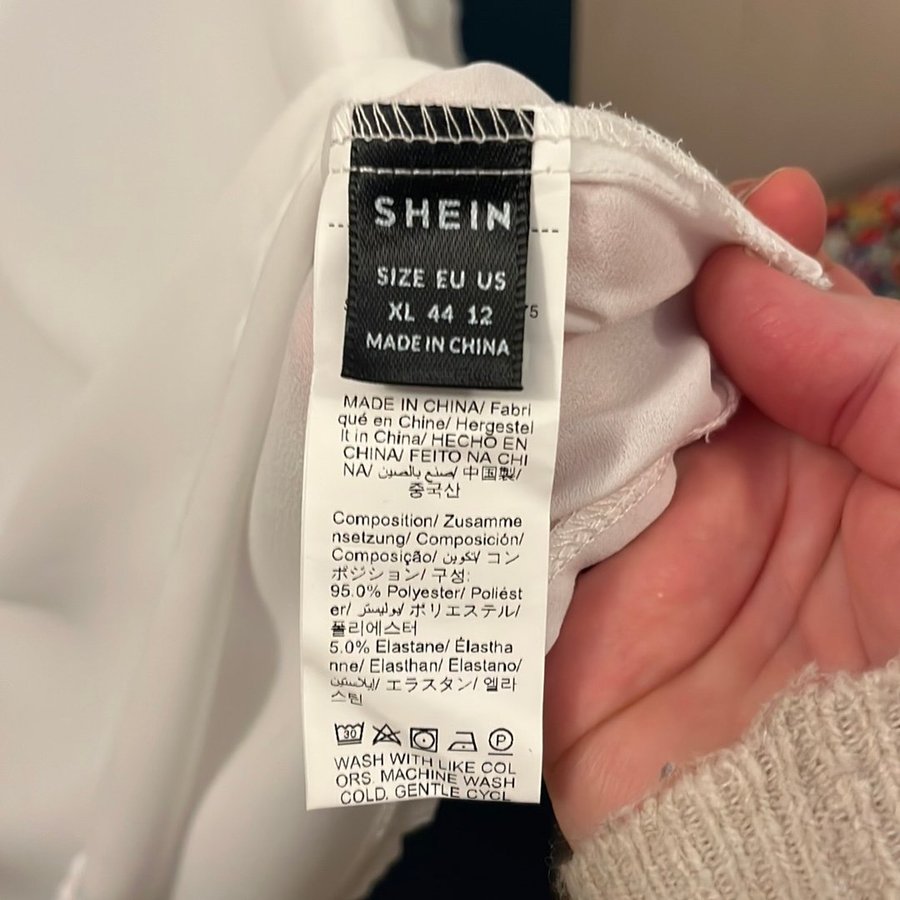 SHEIN
SIZE EU US
XL 44 12
MADE IN CHINA
5
MADE IN CHINA/ Fabri
qué en Chine/ Hergestel
lt in China/ HECHO EN
CHINA/ FEITO NA CHI
NA/ صنع بالصين/ 中国製/
중국산
Composition/ Zusamme
nsetzung/ Composición/
Composição/ تكوين/ コン
ポジション/ 구성:
95.0% Polyester/ Poliést
er/ بوليستر/ ポリエステル/
폴리에스터
5.0% Elastane/ Élastha
nne/ Elasthan/ Elastano/
إيلاستين/ エラスタン/ 엘라
스틴
30
P
WASH WITH LIKE COL
ORS. MACHINE WASH
COLD. GENTLE CYCL